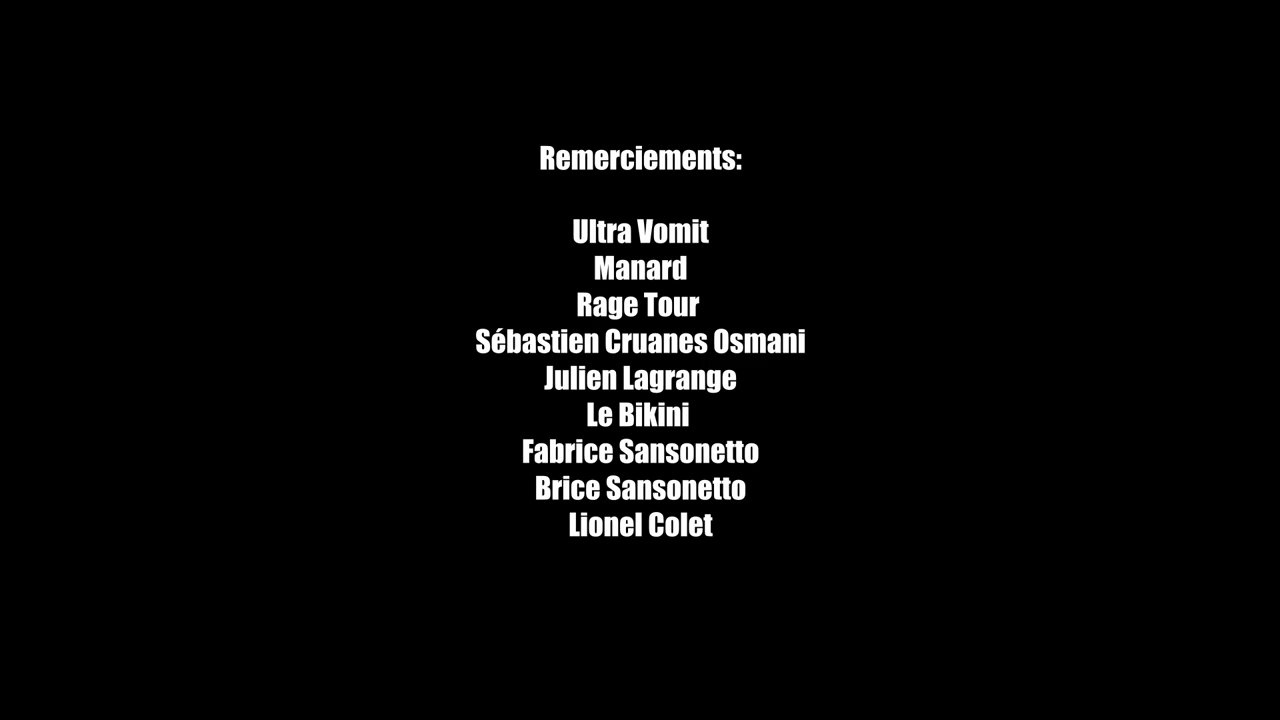 Remerciements:
Ultra Vomit
Manard
Rage Tour
Sébastien Cruanes Osmani
Julien Lagrange
Le Bikini
Fabrice Sansonetto
Brice Sansonetto
Lionel Colet